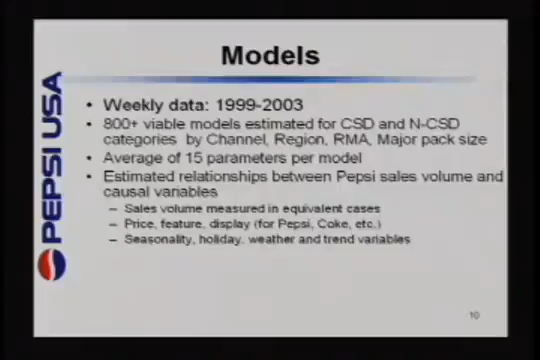 Models
PEPSI USA
• Weekly data: 1999-2003
• 800+ viable models estimated for CSD and N-CSD
categories by Channel, Region, RMA, Major pack size
• Average of 15 parameters per model
• Estimated relationships between Pepsi sales volume and
causal variables
– Sales volume measured in equivalent cases
– Price, feature, display (for Pepsi, Coke, etc.)
– Seasonality, holiday, weather and trend variables
10